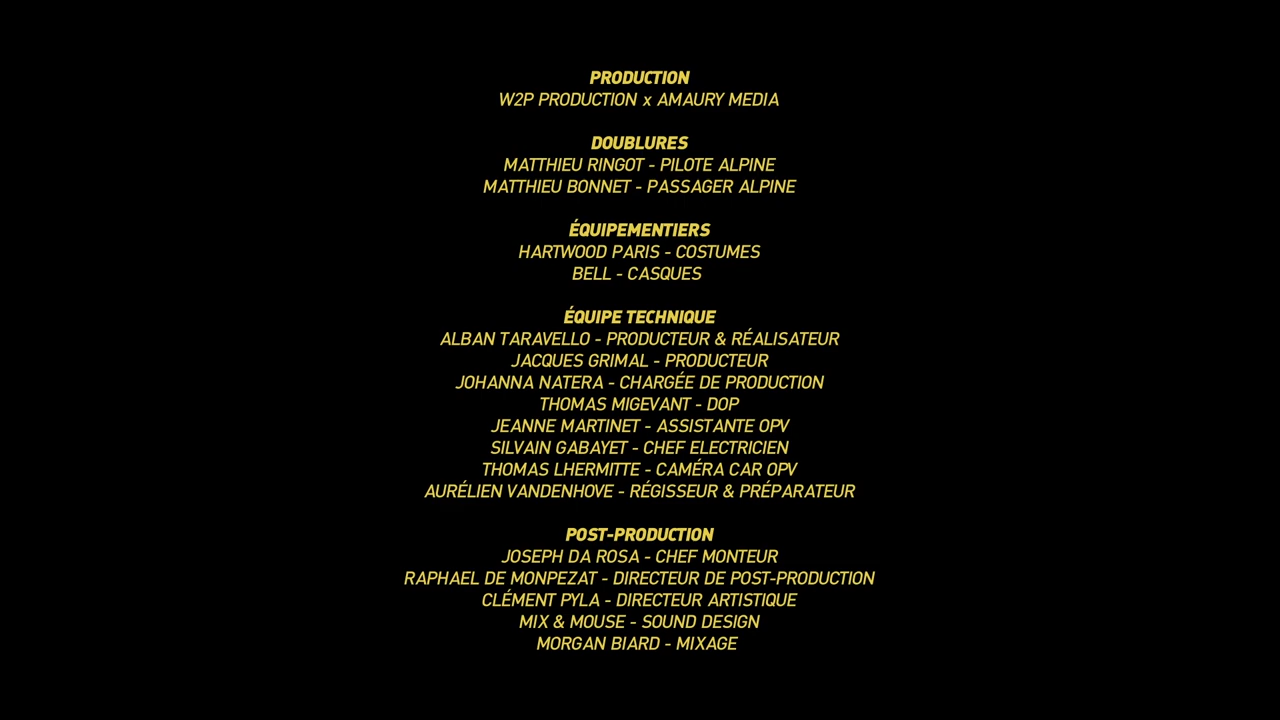 PRODUCTION
W2P PRODUCTION x AMAURY MEDIA
DOUBLURES
MATTHIEU RINGOT - PILOTE ALPINE
MATTHIEU BONNET - PASSAGER ALPINE
ÉQUIPEMENTIERS
HARTWOOD PARIS - COSTUMES
BELL - CASQUES
ÉQUIPE TECHNIQUE
ALBAN TARAVELLO - PRODUCTEUR & RÉALISATEUR
JACQUES GRIMAL - PRODUCTEUR
JOHANNA NATERA - CHARGÉE DE PRODUCTION
THOMAS MIGEVANT - DOP
JEANNE MARTINET - ASSISTANTE OPV
SILVAIN GABAYET - CHEF ELECTRICIEN
THOMAS LHERMITTE - CAMÉRA CAR OPV
AURÉLIEN VANDENHOVE - RÉGISSEUR & PRÉPARATEUR
POST-PRODUCTION
JOSEPH DA ROSA - CHEF MONTEUR
RAPHAEL DE MONPEZAT - DIRECTEUR DE POST-PRODUCTION
CLÉMENT PYLA - DIRECTEUR ARTISTIQUE
MIX & MOUSE - SOUND DESIGN
MORGAN BIARD - MIXAGE